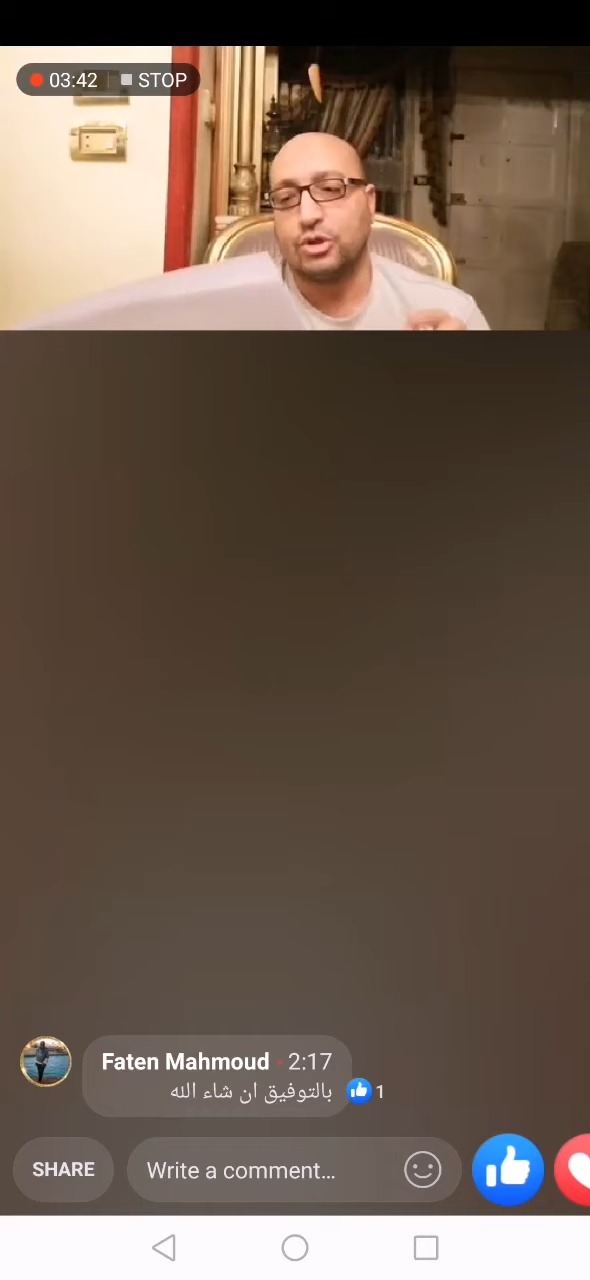 03:42 STOP
Faten Mahmoud • 2:17
بالتوفيق ان شاء الله
1
SHARE
Write a comment...